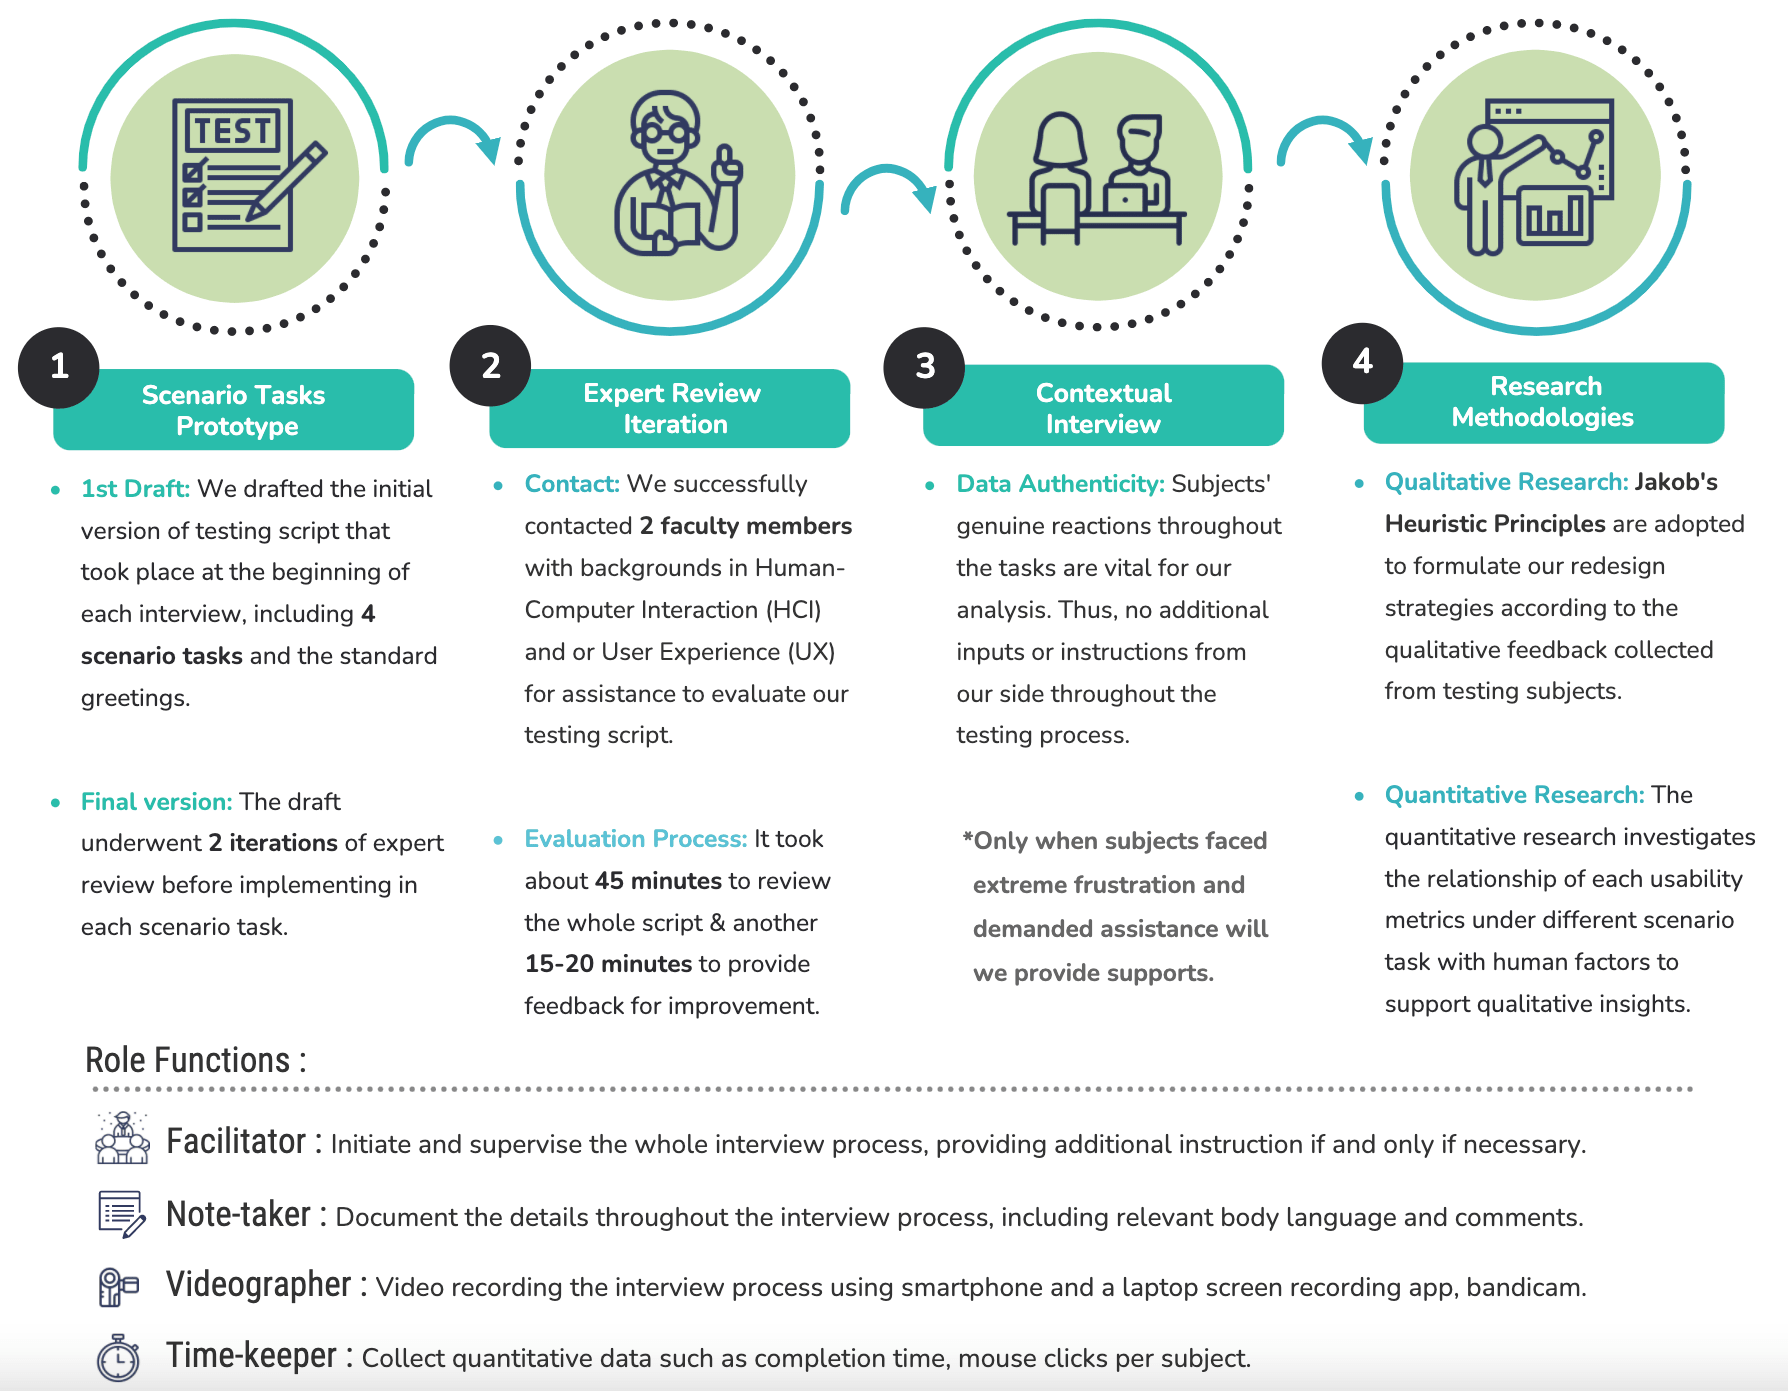 TEST
1
Scenario Tasks
Prototype
1st Draft: We drafted the initial
version of testing script that
took place at the beginning of
each interview, including 4
scenario tasks and the standard
greetings.
Final version: The draft
underwent 2 iterations of expert
review before implementing in
each scenario task.
2
Expert Review
Iteration
Contact: We successfully
contacted 2 faculty members
with backgrounds in Human-
Computer Interaction (HCI)
and or User Experience (UX)
for assistance to evaluate our
testing script.
Evaluation Process: It took
about 45 minutes to review
the whole script & another
15-20 minutes to provide
feedback for improvement.
3
Contextual
Interview
Data Authenticity: Subjects'
genuine reactions throughout
the tasks are vital for our
analysis. Thus, no additional
inputs or instructions from
our side throughout the
testing process.
*Only when subjects faced
extreme frustration and
demanded assistance will
we provide supports.
4
Research
Methodologies
Qualitative Research: Jakob's
Heuristic Principles are adopted
to formulate our redesign
strategies according to the
qualitative feedback collected
from testing subjects.
Quantitative Research: The
quantitative research investigates
the relationship of each usability
metrics under different scenario
task with human factors to
support qualitative insights.
Role Functions :
Facilitator : Initiate and supervise the whole interview process, providing additional instruction if and only if necessary.
Note-taker : Document the details throughout the interview process, including relevant body language and comments.
Videographer : Video recording the interview process using smartphone and a laptop screen recording app, bandicam.
Time-keeper : Collect quantitative data such as completion time, mouse clicks per subject.